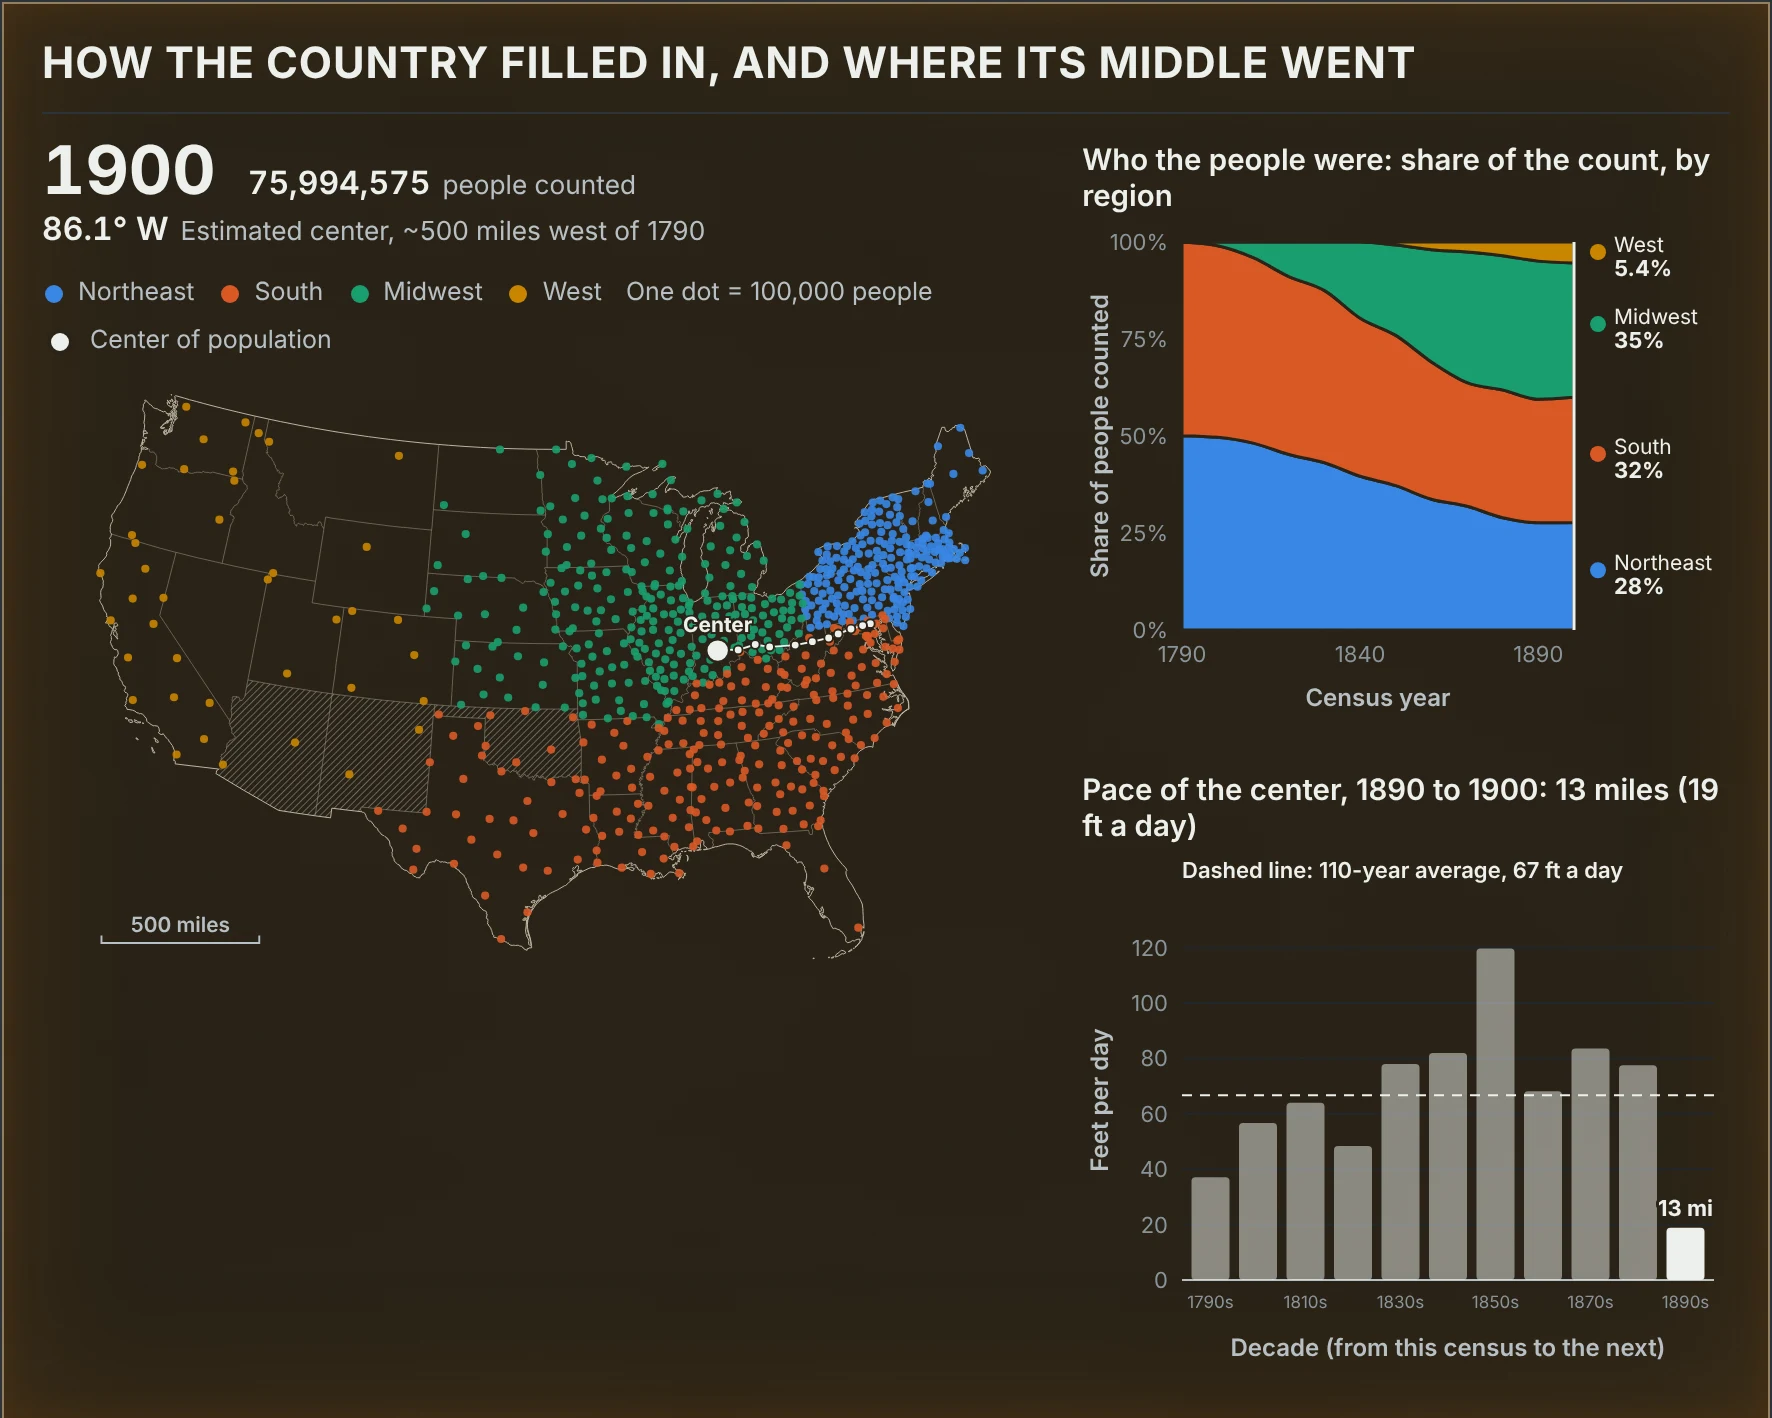 HOW THE COUNTRY FILLED IN, AND WHERE ITS MIDDLE WENT
1900 75,994,575 people counted
86.1° W Estimated center, ~500 miles west of 1790
Northeast South Midwest West One dot = 100,000 people
Center of population
Center
500 miles
Who the people were: share of the count, by
region
Share of people counted
100%
75%
50%
25%
0%
1790 1840 1890
Census year
West
5.4%
Midwest
35%
South
32%
Northeast
28%
Pace of the center, 1890 to 1900: 13 miles (19
ft a day)
Dashed line: 110-year average, 67 ft a day
Feet per day
120
100
80
60
40
20
0
13 mi
1790s 1810s 1830s 1850s 1870s 1890s
Decade (from this census to the next)